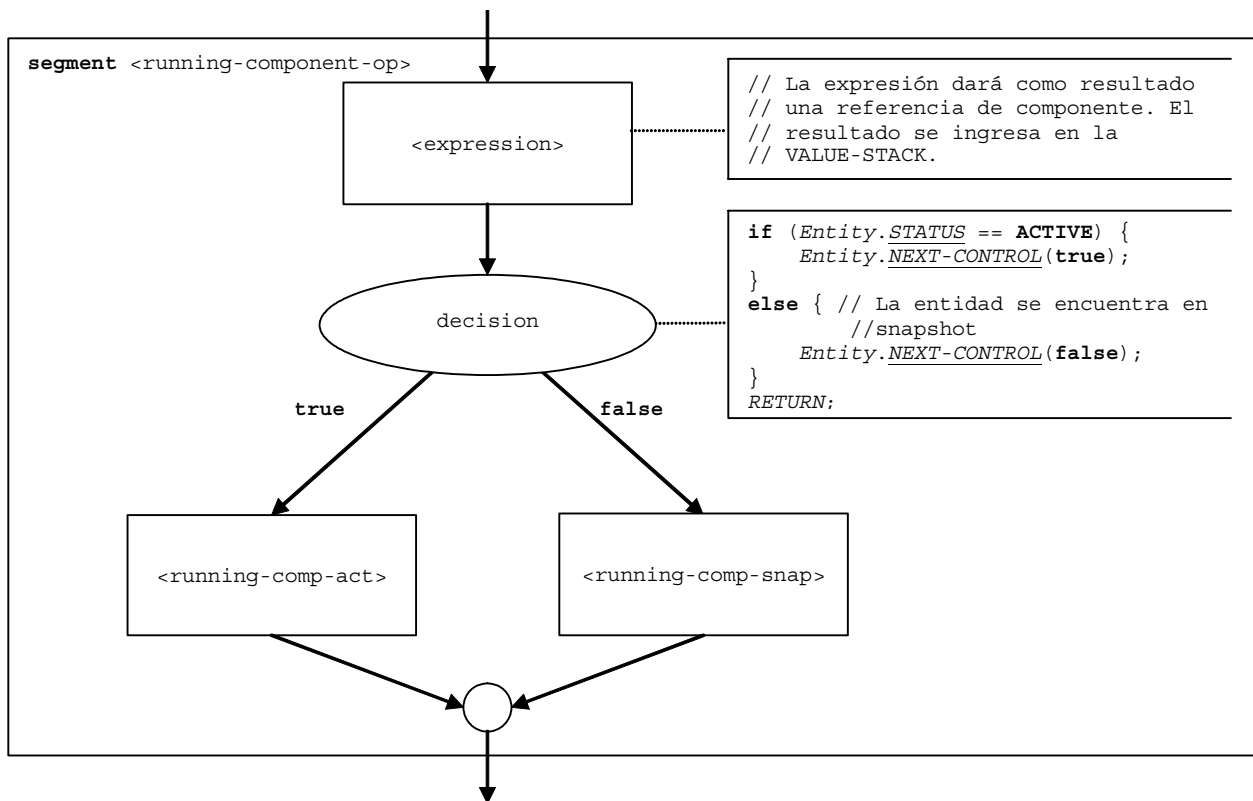 segment <running-component-op>
<expression>
// La expresión dará como resultado
// una referencia de componente. El
// resultado se ingresa en la
// VALUE-STACK.
decision
if (Entity.STATUS == ACTIVE) {
Entity.NEXT-CONTROL(true);
}
else { // La entidad se encuentra en
//snapshot
Entity.NEXT-CONTROL(false);
}
RETURN;
true
false
<running-comp-act>
<running-comp-snap>